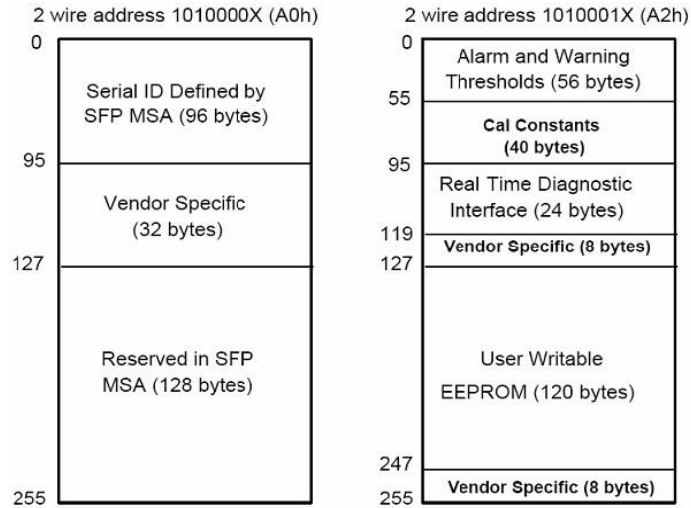 2 wire address 1010000X (A0h)
0
Serial ID Defined by
SFP MSA (96 bytes)
95
Vendor Specific
(32 bytes)
127
Reserved in SFP
MSA (128 bytes)
255
2 wire address 1010001X (A2h)
0
Alarm and Warning
Thresholds (56 bytes)
55
Cal Constants
(40 bytes)
95
Real Time Diagnostic
Interface (24 bytes)
119
Vendor Specific (8 bytes)
127
User Writable
EEPROM (120 bytes)
247
Vendor Specific (8 bytes)
255